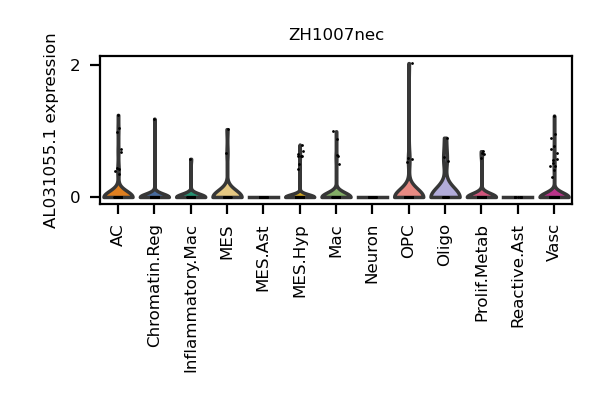 ZH1007nec
AL031055.1 expression
2
0
AC
Chromatin.Reg
Inflammatory.Mac
MES
MES.Ast
MES.Hyp
Mac
Neuron
OPC
Oligo
Prolif.Metab
Reactive.Ast
Vasc